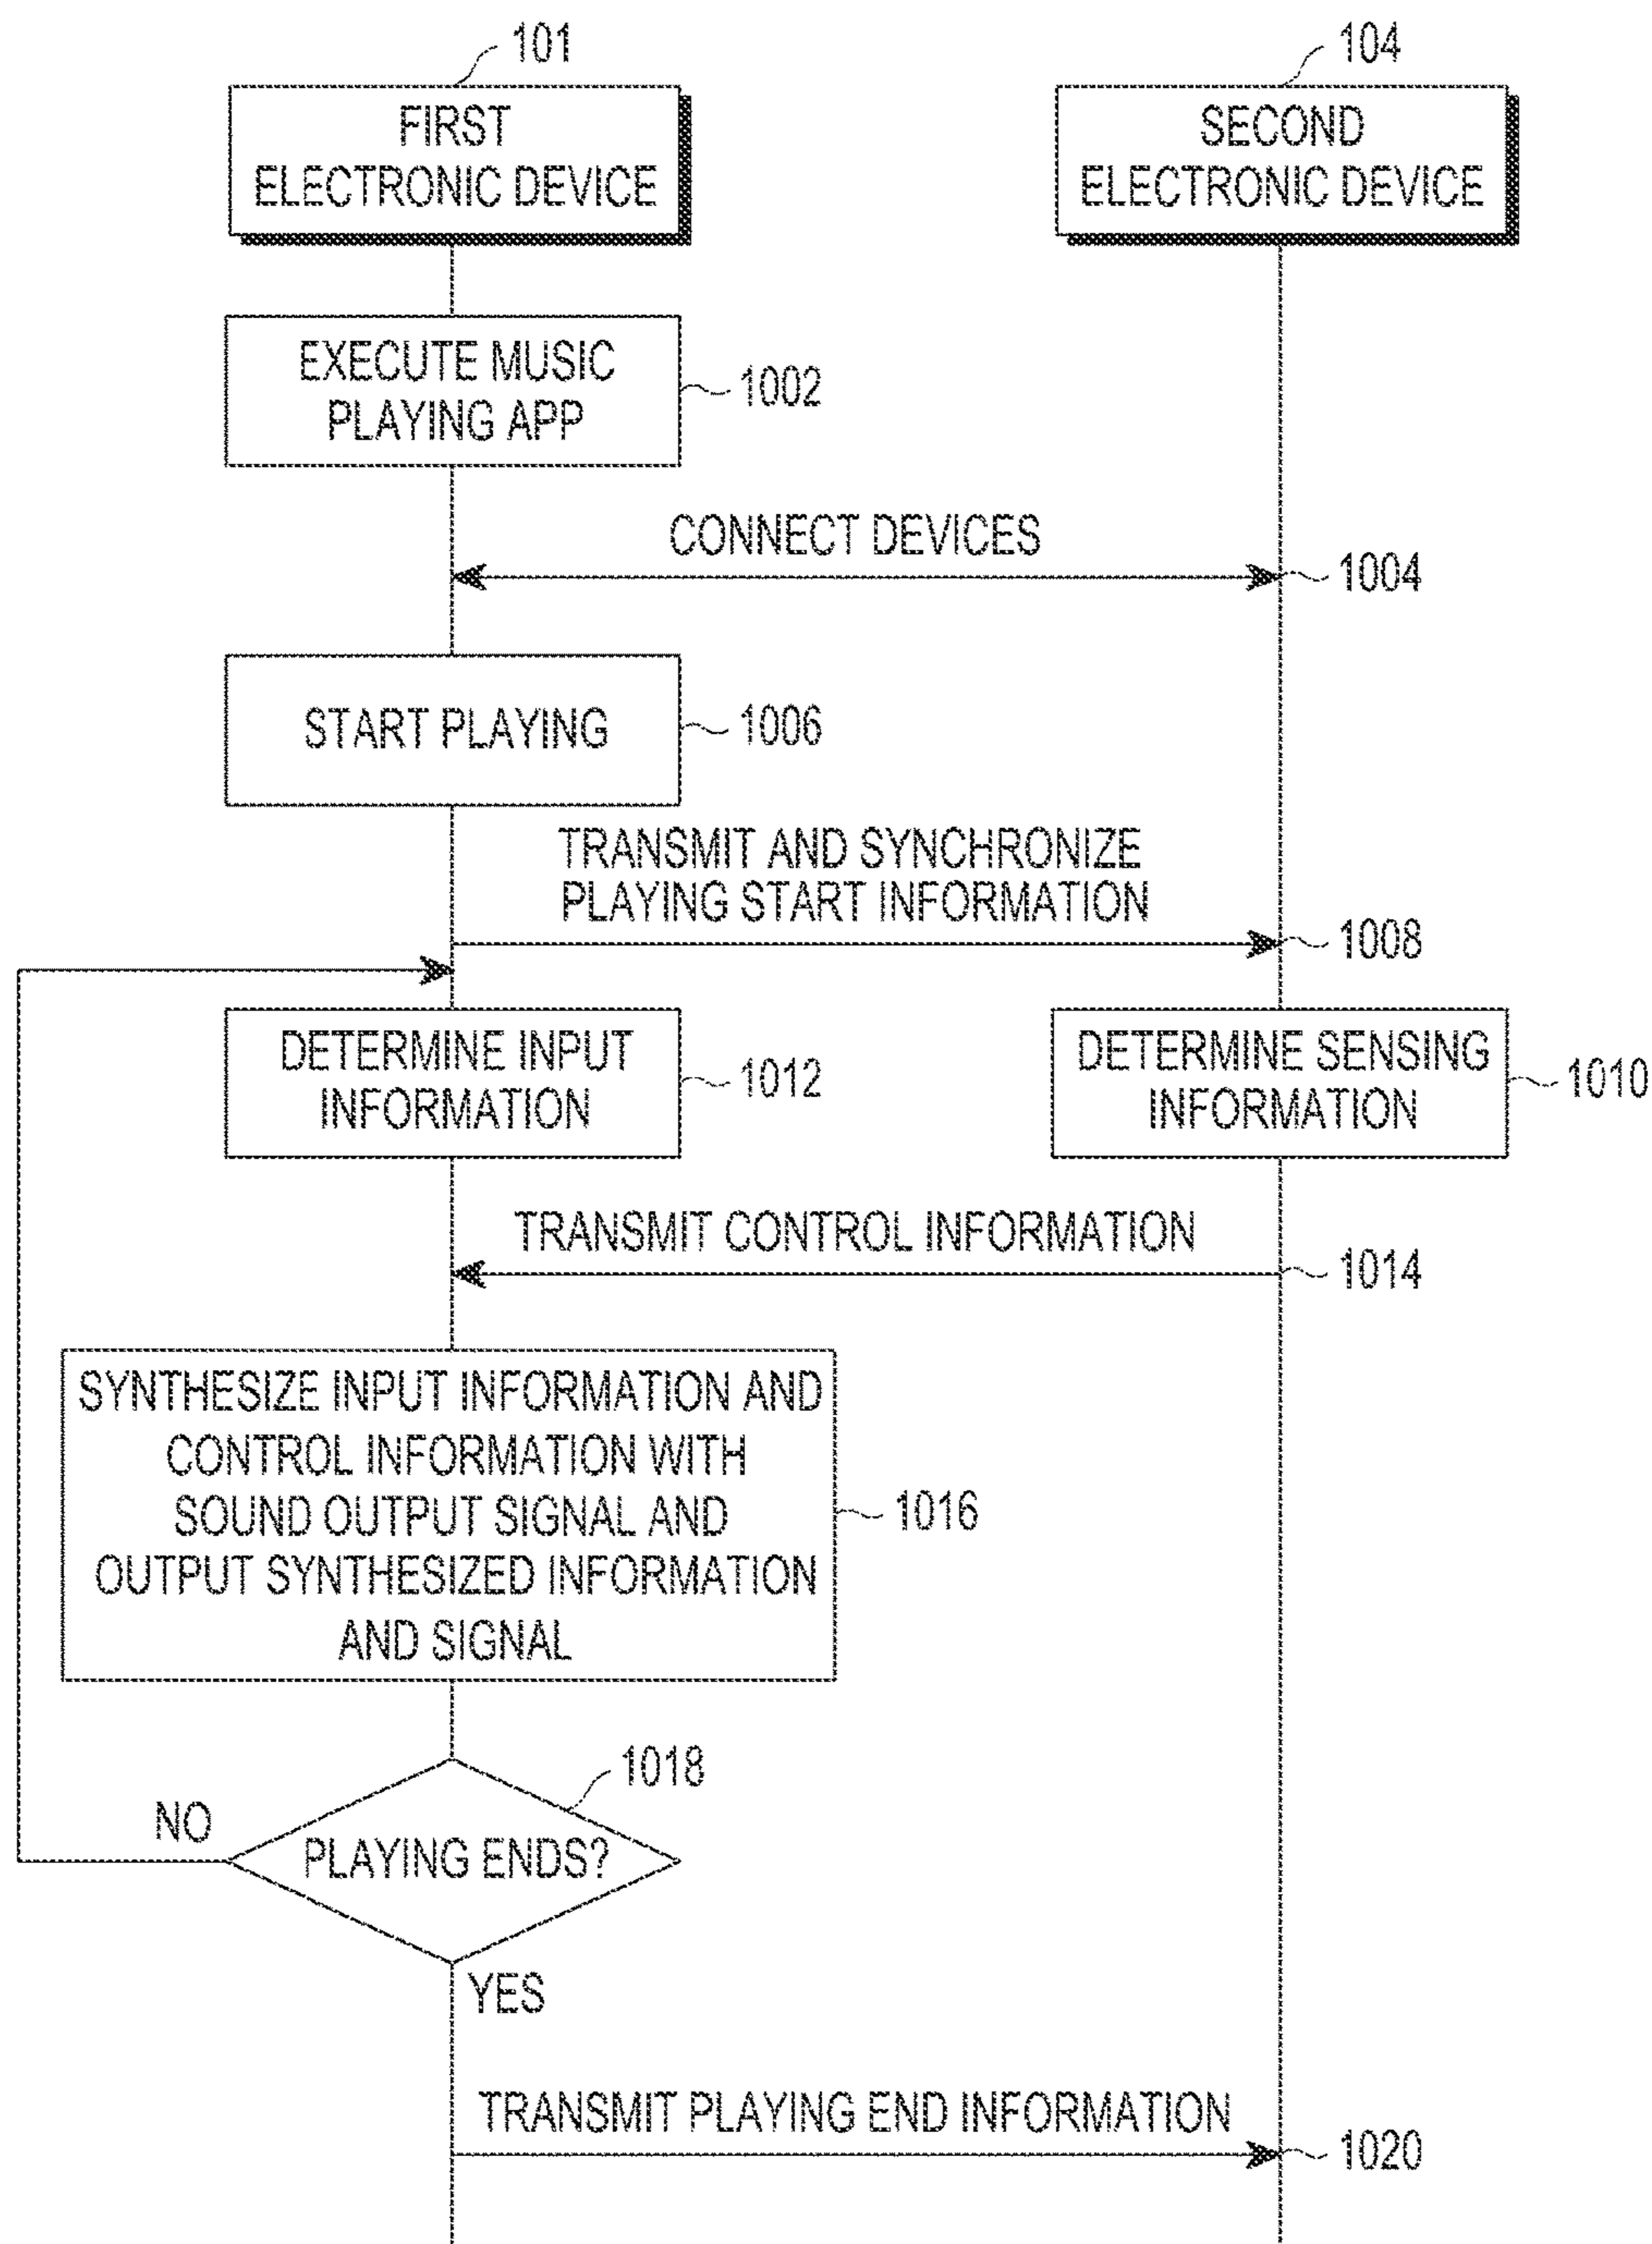 101
104
FIRST
ELECTRONIC DEVICE
SECOND
ELECTRONIC DEVICE
EXECUTE MUSIC
PLAYING APP
1002
CONNECT DEVICES
1004
START PLAYING
1006
TRANSMIT AND SYNCHRONIZE
PLAYING START INFORMATION
1008
DETERMINE INPUT
INFORMATION
1012
DETERMINE SENSING
INFORMATION
1010
TRANSMIT CONTROL INFORMATION
1014
SYNTHESIZE INPUT INFORMATION AND
CONTROL INFORMATION WITH
SOUND OUTPUT SIGNAL AND
OUTPUT SYNTHESIZED INFORMATION
AND SIGNAL
1016
1018
NO
PLAYING ENDS?
YES
TRANSMIT PLAYING END INFORMATION
1020